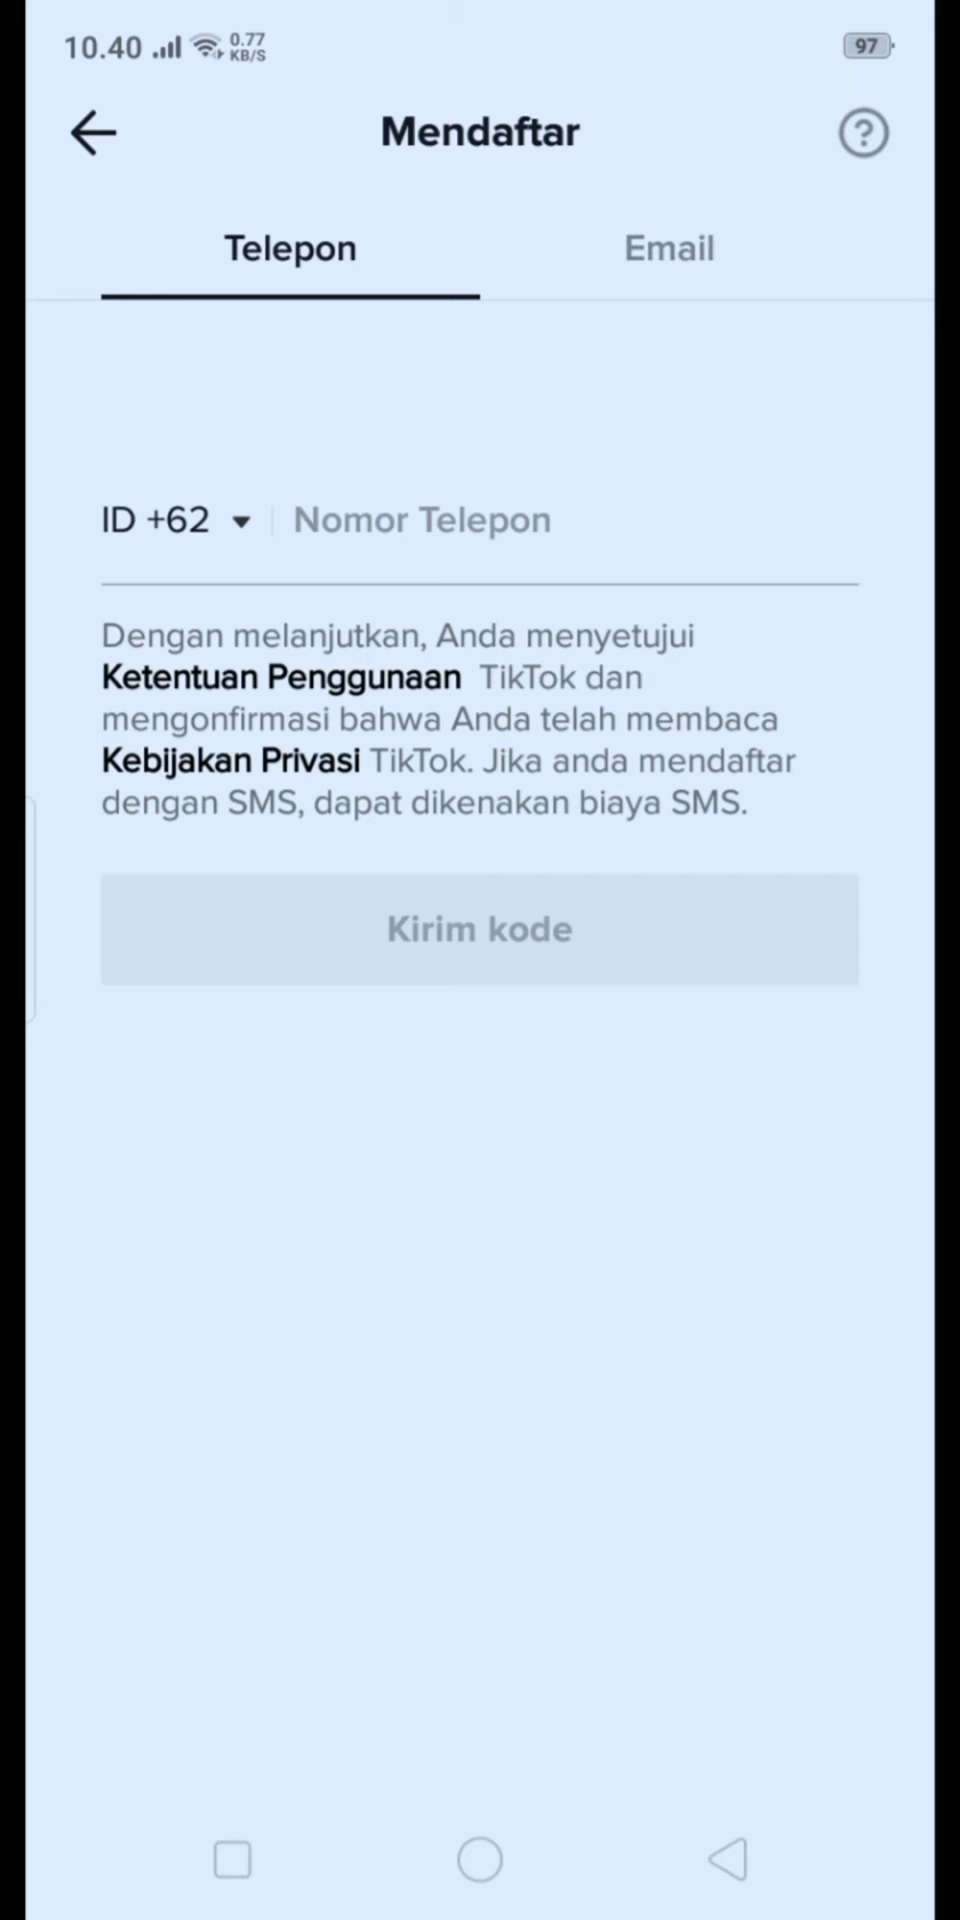 10.40
0.77
KB/S
97
Mendaftar
Telepon
Email
ID +62
Nomor Telepon
Dengan melanjutkan, Anda menyetujui
Ketentuan Penggunaan TikTok dan
mengonfirmasi bahwa Anda telah membaca
Kebijakan Privasi TikTok. Jika anda mendaftar
dengan SMS, dapat dikenakan biaya SMS.
Kirim kode